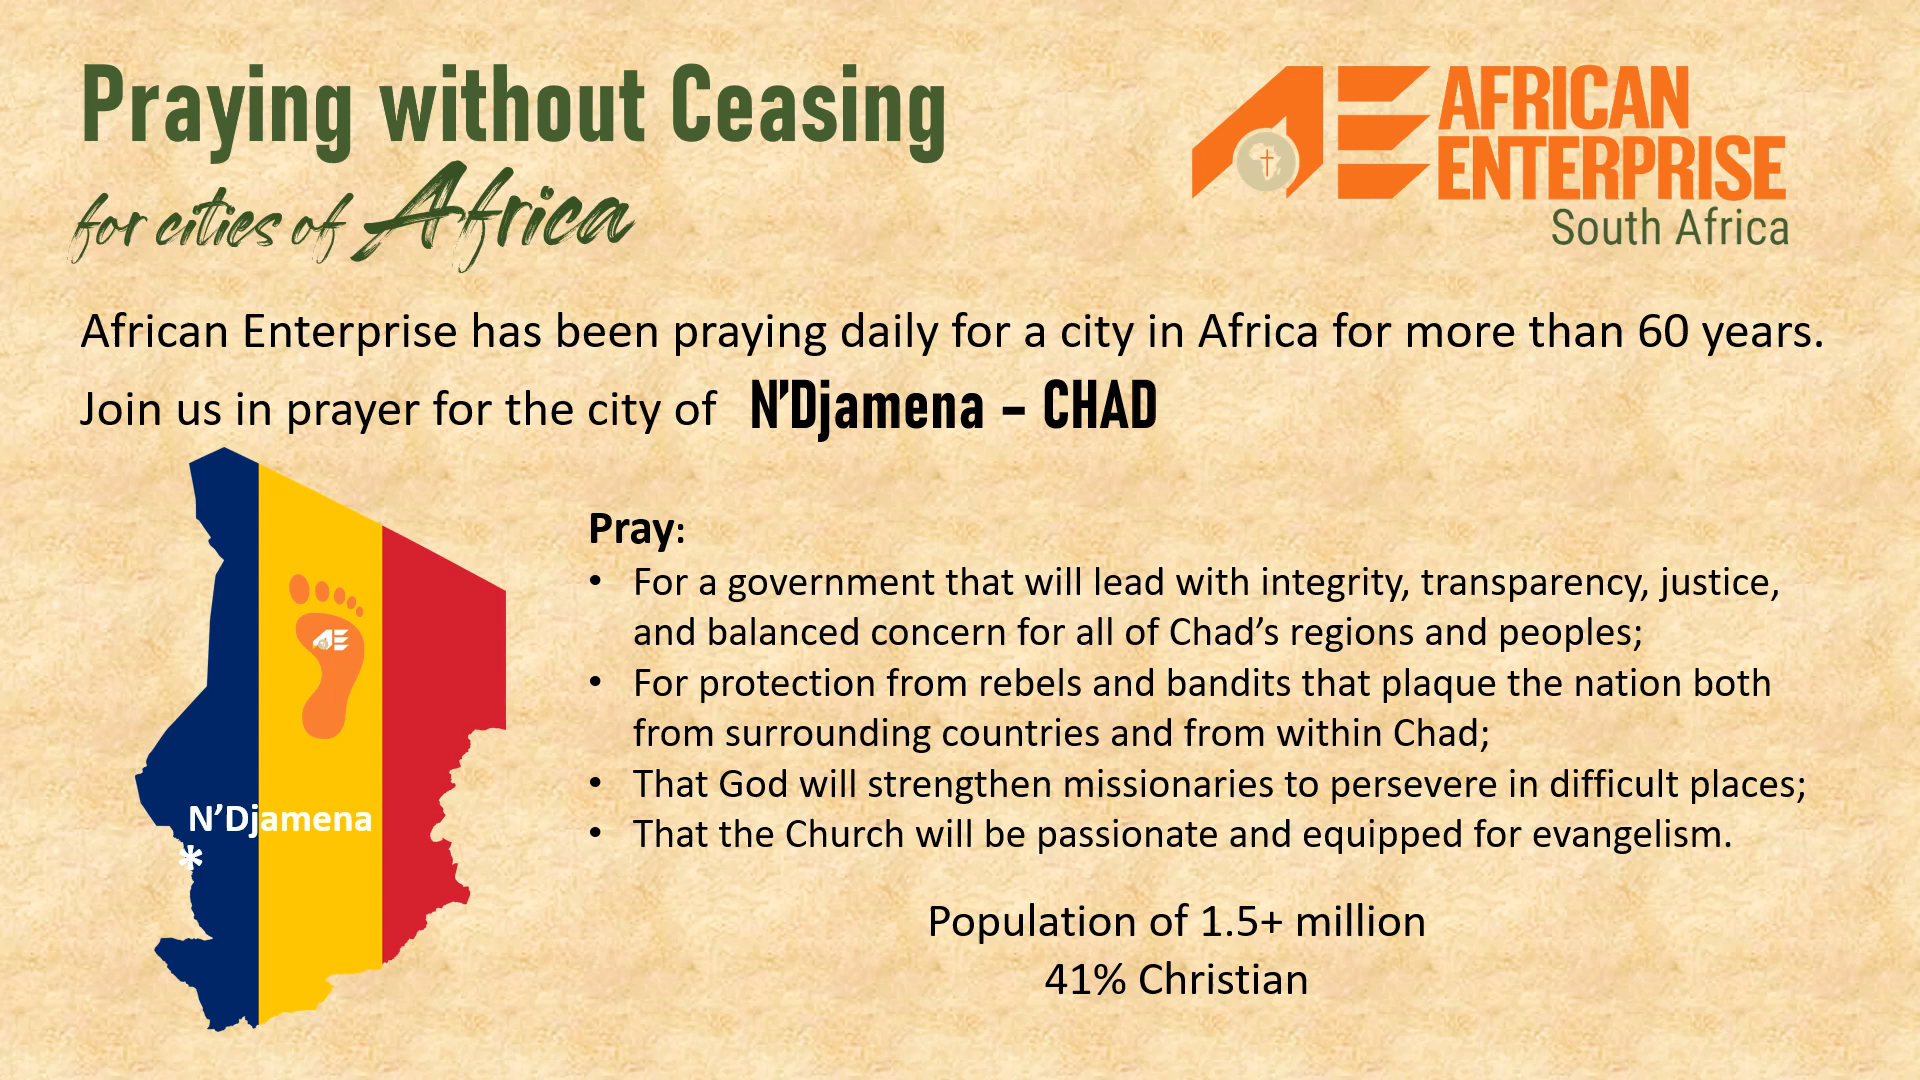 Praying without Ceasing
for cities of Africa
AFRICAN
ENTERPRISE
South Africa
African Enterprise has been praying daily for a city in Africa for more than 60 years.
Join us in prayer for the city of N'Djamena – CHAD
Pray:
• For a government that will lead with integrity, transparency, justice,
and balanced concern for all of Chad’s regions and peoples;
• For protection from rebels and bandits that plaque the nation both
from surrounding countries and from within Chad;
• That God will strengthen missionaries to persevere in difficult places;
• That the Church will be passionate and equipped for evangelism.
AE
N’Djamena
*
Population of 1.5+ million
41% Christian